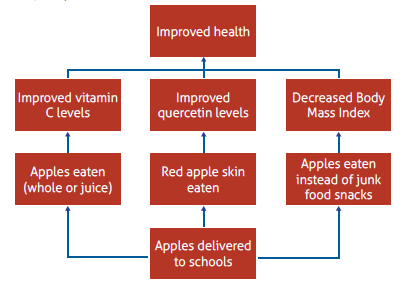 Improved health
Improved vitamin
C levels
Improved
quercetin levels
Decreased Body
Mass Index
Apples eaten
(whole or juice)
Red apple skin
eaten
Apples eaten
instead of junk
food snacks
Apples delivered
to schools